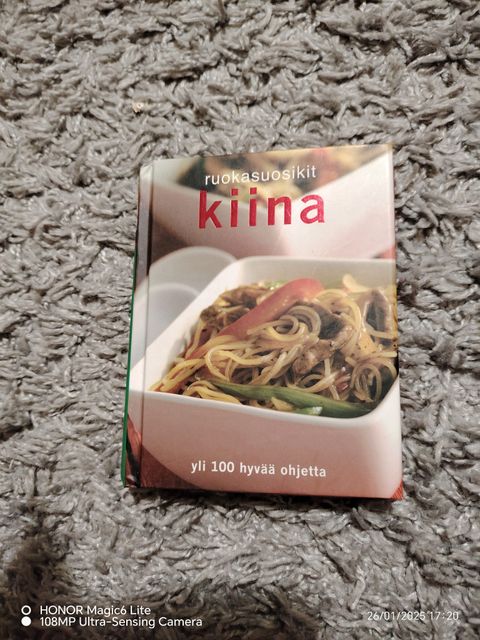 ruokasuosikit
kiina
yli 100 hyvää ohjetta
HONOR Magic6 Lite
108MP Ultra-Sensing Camera
26/01/2025 17:20